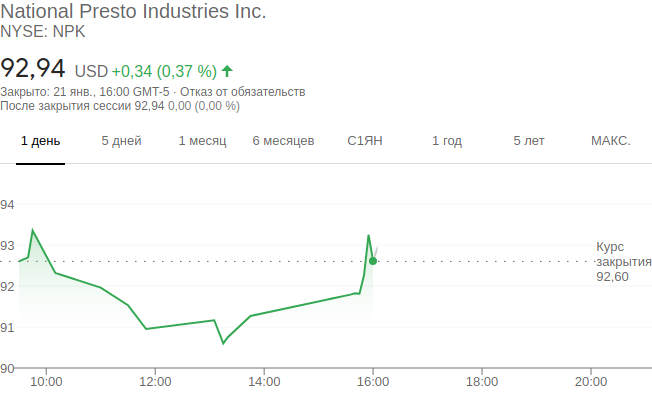 National Presto Industries Inc.
NYSE: NPK
92,94 USD +0,34 (0,37 %)
Закрыто: 21 янв., 16:00 GMT-5 · Отказ от обязательств
После закрытия сессии 92,94 0,00 (0,00 %)
1 день 5 дней 1 месяц 6 месяцев С1ЯН 1 год 5 лет МАКС.
94
93
92
91
90
Курс
закрытия
92,60
10:00 12:00 14:00 16:00 18:00 20:00